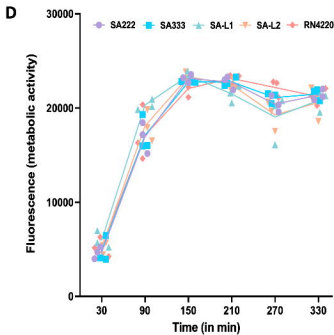 D
SA222 SA333 SA-L1 SA-L2 RN4220
Fluorescence (metabolic activity)
30000
20000
10000
0
30 90 150 210 270 330
Time (in min)